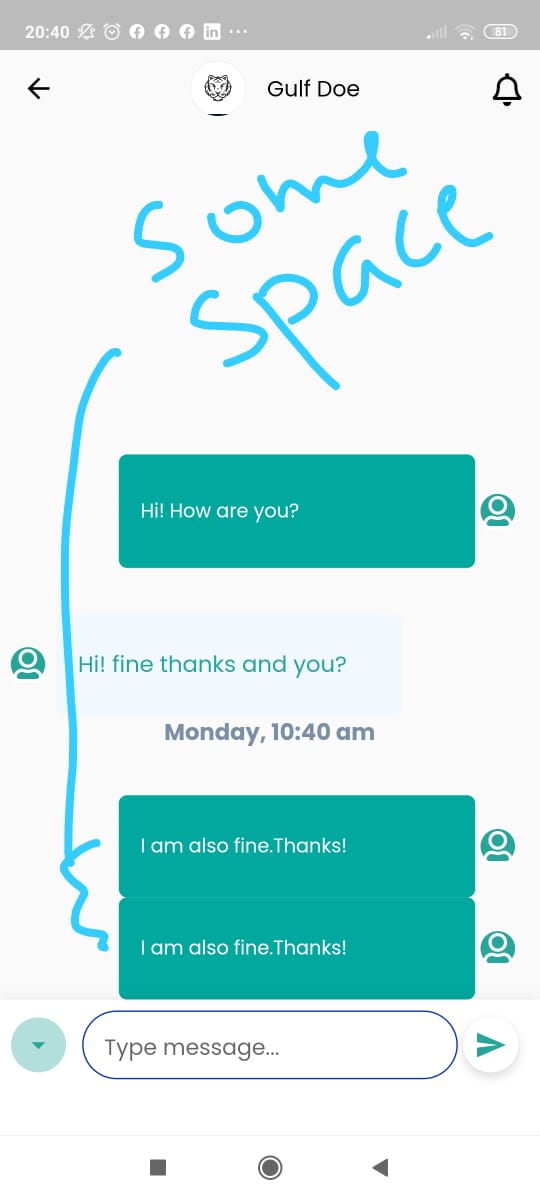 20:40
81
Gulf Doe
Some
Space
Hi! How are you?
Hi! fine thanks and you?
Monday, 10:40 am
I am also fine.Thanks!
I am also fine.Thanks!
Type message...